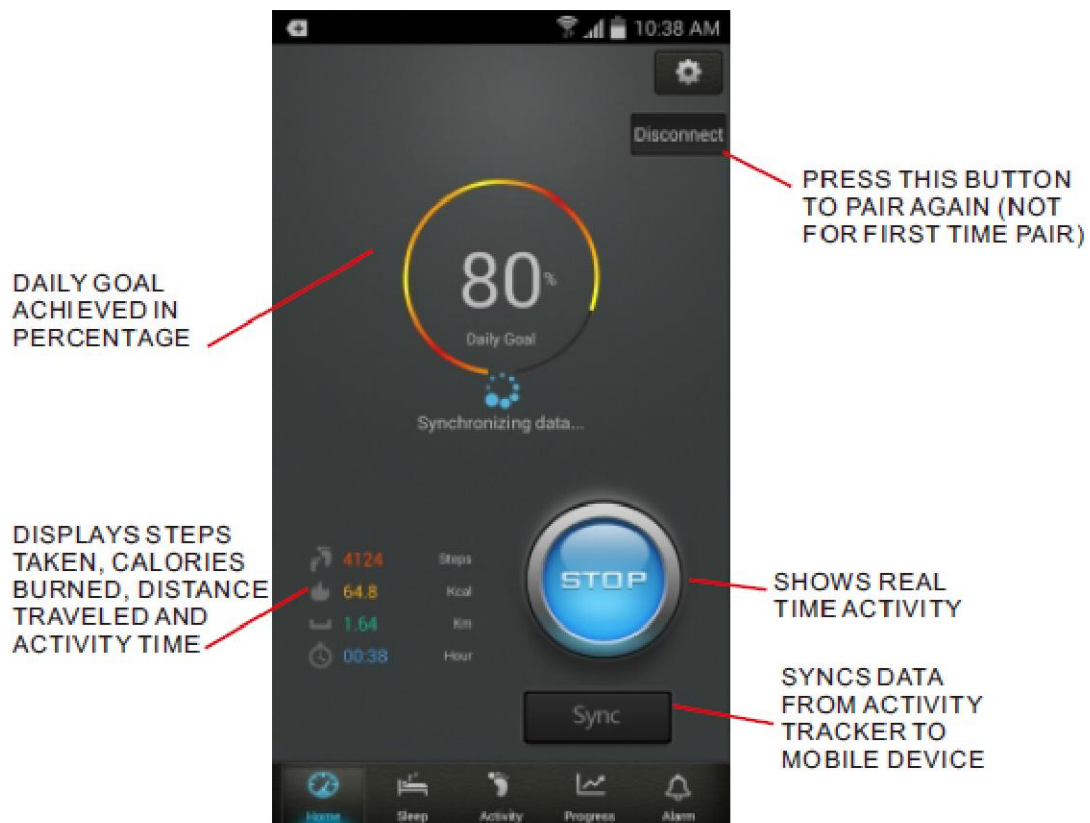 10:38 AM
Disconnect
PRESS THIS BUTTON
TO PAIR AGAIN (NOT
FOR FIRST TIME PAIR)
DAILY GOAL
ACHIEVED IN
PERCENTAGE
80%
Daily Goal
Synchronizing data...
DISPLAYS STEPS
TAKEN, CALORIES
BURNED, DISTANCE
TRAVELED AND
ACTIVITY TIME
4124 Steps
64.8 Kcal
1.64 Km
00:38 Hour
STOP
SHOWS REAL
TIME ACTIVITY
Sync
SYNCS DATA
FROM ACTIVITY
TRACKER TO
MOBILE DEVICE
Home Sleep Activity Progress Alarm